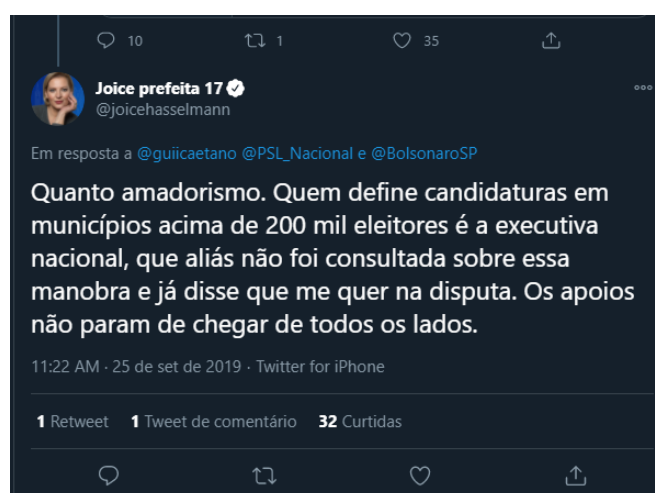 10 1 35
Joice prefeita 17
@joicehasselmann
Em resposta a @guiicaetano @PSL_Nacional e @BolsonaroSP
Quanto amadorismo. Quem define candidaturas em
municípios acima de 200 mil eleitores é a executiva
nacional, que aliás não foi consultada sobre essa
manobra e já disse que me quer na disputa. Os apoios
não param de chegar de todos os lados.
11:22 AM · 25 de set de 2019 · Twitter for iPhone
1 Retweet 1 Tweet de comentário 32 Curtidas